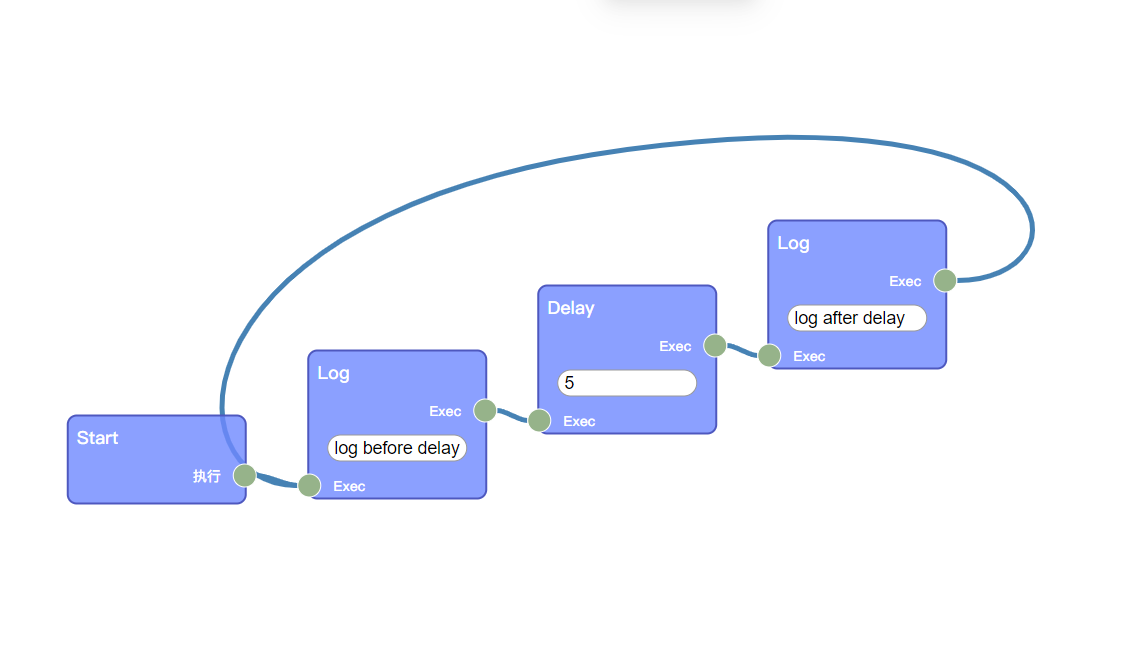 Start
执行
Log
Exec
log before delay
Exec
Delay
Exec
5
Exec
Log
Exec
log after delay
Exec